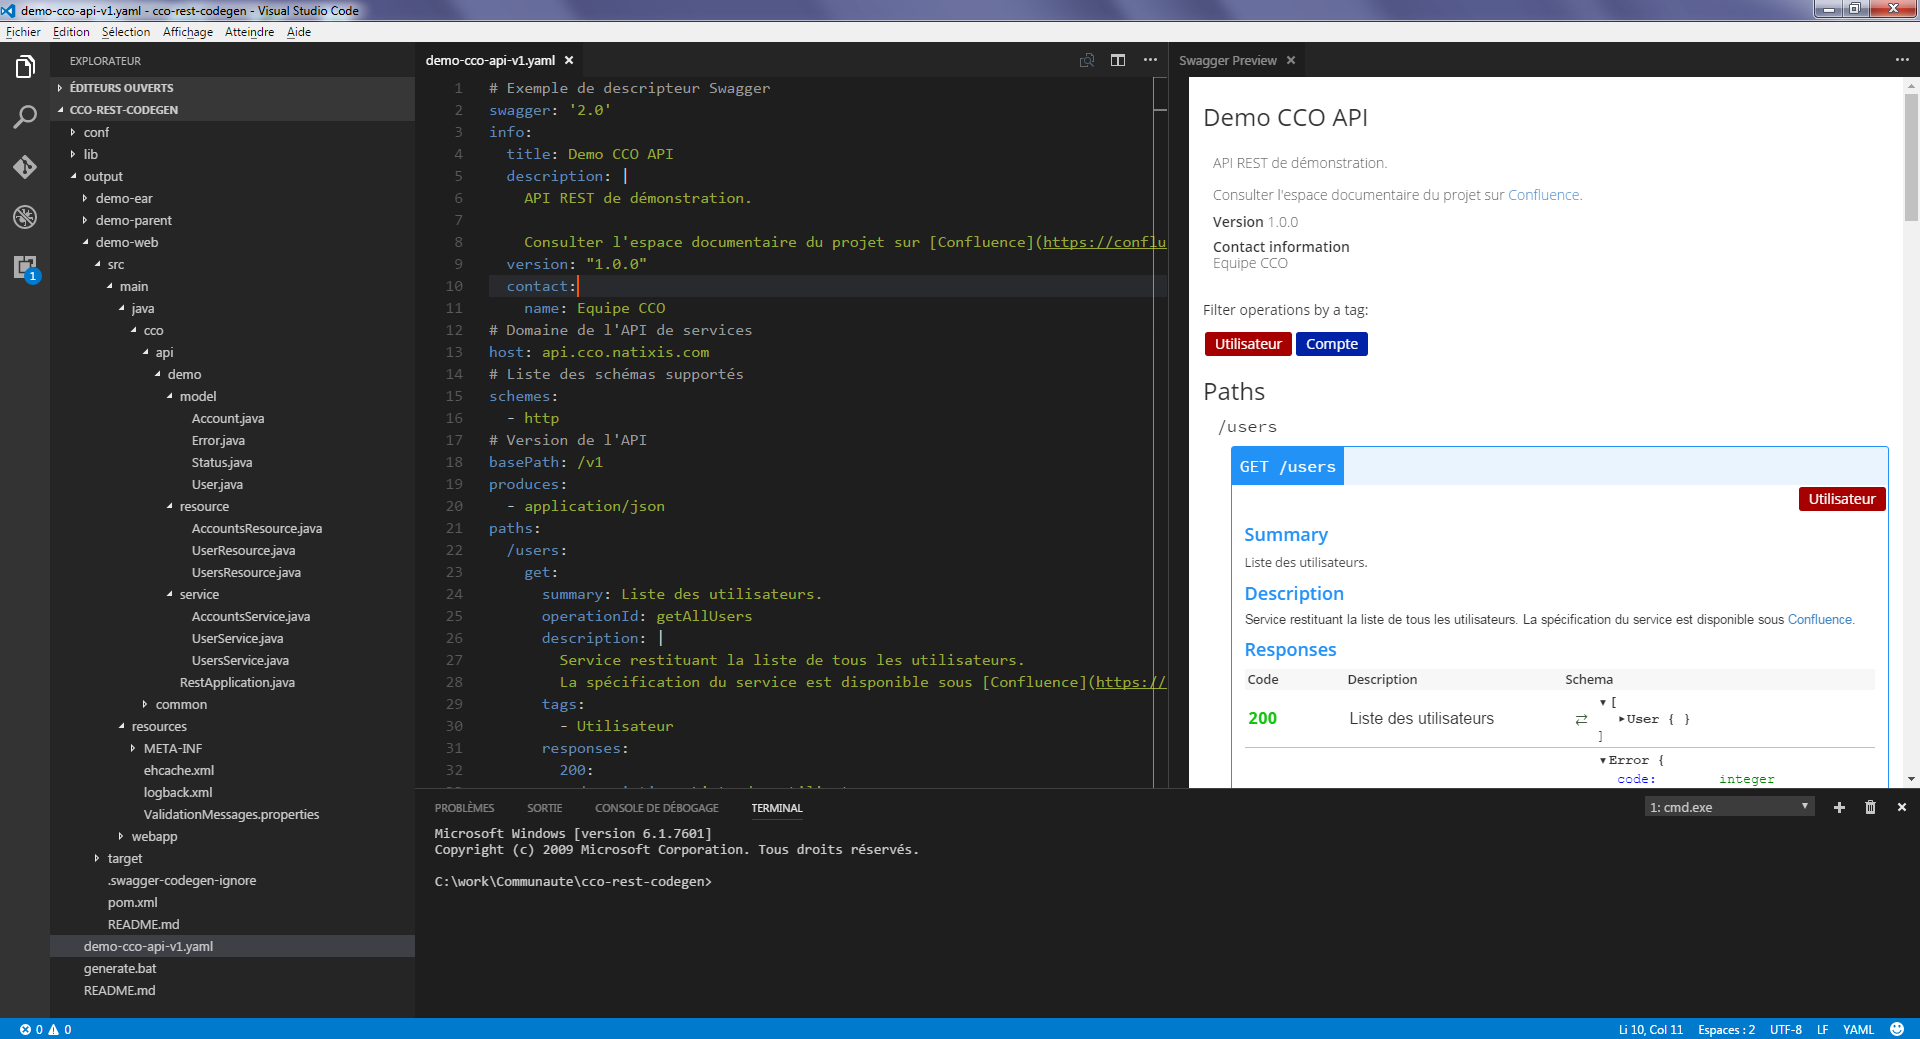 demo-cco-api-v1.yaml - cco-rest-codegen - Visual Studio Code
Fichier Edition Sélection Affichage Atteindre Aide
EXPLORATEUR
ÉDITEURS OUVERTS
CCO-REST-CODEGEN
conf
lib
output
demo-ear
demo-parent
demo-web
src
main
java
cco
api
demo
model
Account.java
Error.java
Status.java
User.java
resource
AccountsResource.java
UserResource.java
UsersResource.java
service
AccountsService.java
UserService.java
UsersService.java
RestApplication.java
common
resources
META-INF
ehcache.xml
logback.xml
ValidationMessages.properties
webapp
target
.swagger-codegen-ignore
pom.xml
README.md
demo-cco-api-v1.yaml
generate.bat
README.md
1
demo-cco-api-v1.yaml
1 # Exemple de descripteur Swagger
2 swagger: '2.0'
3 info:
4 title: Demo CCO API
5 description: |
6 API REST de démonstration.
7
8 Consulter l'espace documentaire du projet sur [Confluence](https://conflu
9 version: "1.0.0"
10 contact:
11 name: Equipe CCO
12 # Domaine de l'API de services
13 host: api.cco.natixis.com
14 # Liste des schémas supportés
15 schemes:
16 - http
17 # Version de l'API
18 basePath: /v1
19 produces:
20 - application/json
21 paths:
22 /users:
23 get:
24 summary: Liste des utilisateurs.
25 operationId: getAllUsers
26 description: |
27 Service restituant la liste de tous les utilisateurs.
28 La spécification du service est disponible sous [Confluence](https://
29 tags:
30 - Utilisateur
31 responses:
32 200:
Swagger Preview
Demo CCO API
API REST de démonstration.
Consulter l'espace documentaire du projet sur Confluence.
Version 1.0.0
Contact information
Equipe CCO
Filter operations by a tag:
Utilisateur Compte
Paths
/users
GET /users
Utilisateur
Summary
Liste des utilisateurs.
Description
Service restituant la liste de tous les utilisateurs. La spécification du service est disponible sous Confluence.
Responses
Code Description Schema
200 Liste des utilisateurs
[
User { }
]
Error {
code: integer
PROBLÈMES SORTIE CONSOLE DE DÉBOGAGE TERMINAL
1: cmd.exe
Microsoft Windows [version 6.1.7601]
Copyright (c) 2009 Microsoft Corporation. Tous droits réservés.
C:\work\Communaute\cco-rest-codegen>
0 0
Li 10, Col 11 Espaces : 2 UTF-8 LF YAML